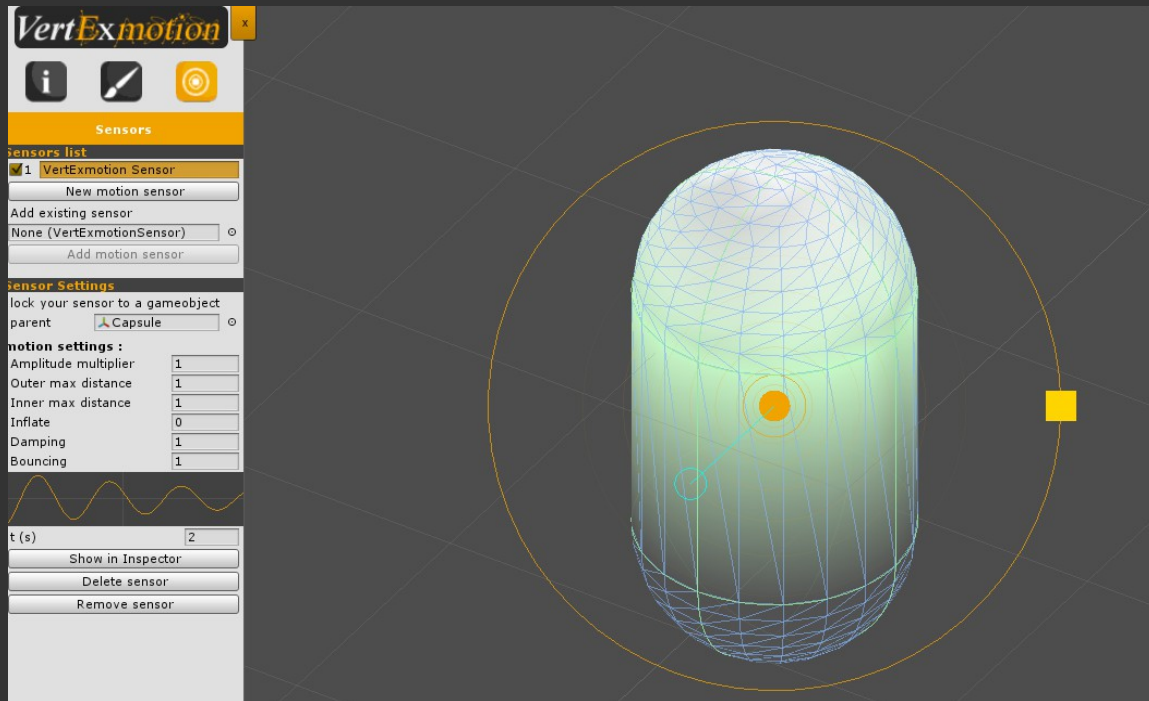 VertExmotion
x
i
Sensors
Sensors list
1 VertExmotion Sensor
New motion sensor
Add existing sensor
None (VertExmotionSensor)
Add motion sensor
Sensor Settings
lock your sensor to a gameobject
parent Capsule
motion settings :
Amplitude multiplier 1
Outer max distance 1
Inner max distance 1
Inflate 0
Damping 1
Bouncing 1
t (s) 2
Show in Inspector
Delete sensor
Remove sensor